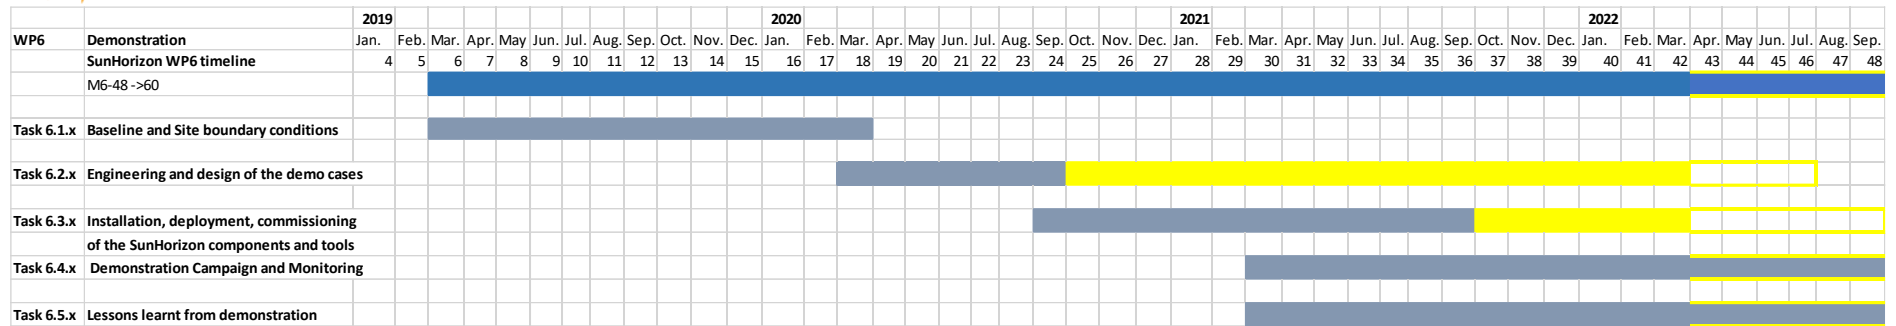 2019 2020 2021 2022
WP6 Demonstration Jan. Feb. Mar. Apr. May Jun. Jul. Aug. Sep. Oct. Nov. Dec. Jan. Feb. Mar. Apr. May Jun. Jul. Aug. Sep. Oct. Nov. Dec. Jan. Feb. Mar. Apr. May Jun. Jul. Aug. Sep. Oct. Nov. Dec. Jan. Feb. Mar. Apr. May Jun. Jul. Aug. Sep.
SunHorizon WP6 timeline 4 5 6 7 8 9 10 11 12 13 14 15 16 17 18 19 20 21 22 23 24 25 26 27 28 29 30 31 32 33 34 35 36 37 38 39 40 41 42 43 44 45 46 47 48
M6-48 ->60
Task 6.1.x Baseline and Site boundary conditions
Task 6.2.x Engineering and design of the demo cases
Task 6.3.x Installation, deployment, commissioning
of the SunHorizon components and tools
Task 6.4.x Demonstration Campaign and Monitoring
Task 6.5.x Lessons learnt from demonstration